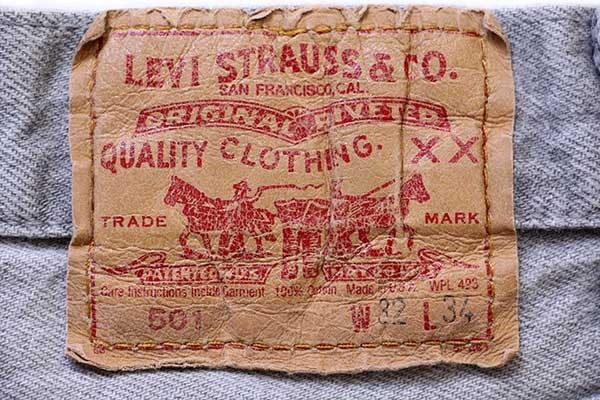 LEVI STRAUSS & CO.
SAN FRANCISCO, CAL.
ORIGINAL RIVETED
QUALITY CLOTHING. XX
TRADE MARK
PATENTED
Care Instructions Inside Garment 100% Cotton Made in U.S.A. WPL 423
501 W 32 L 34